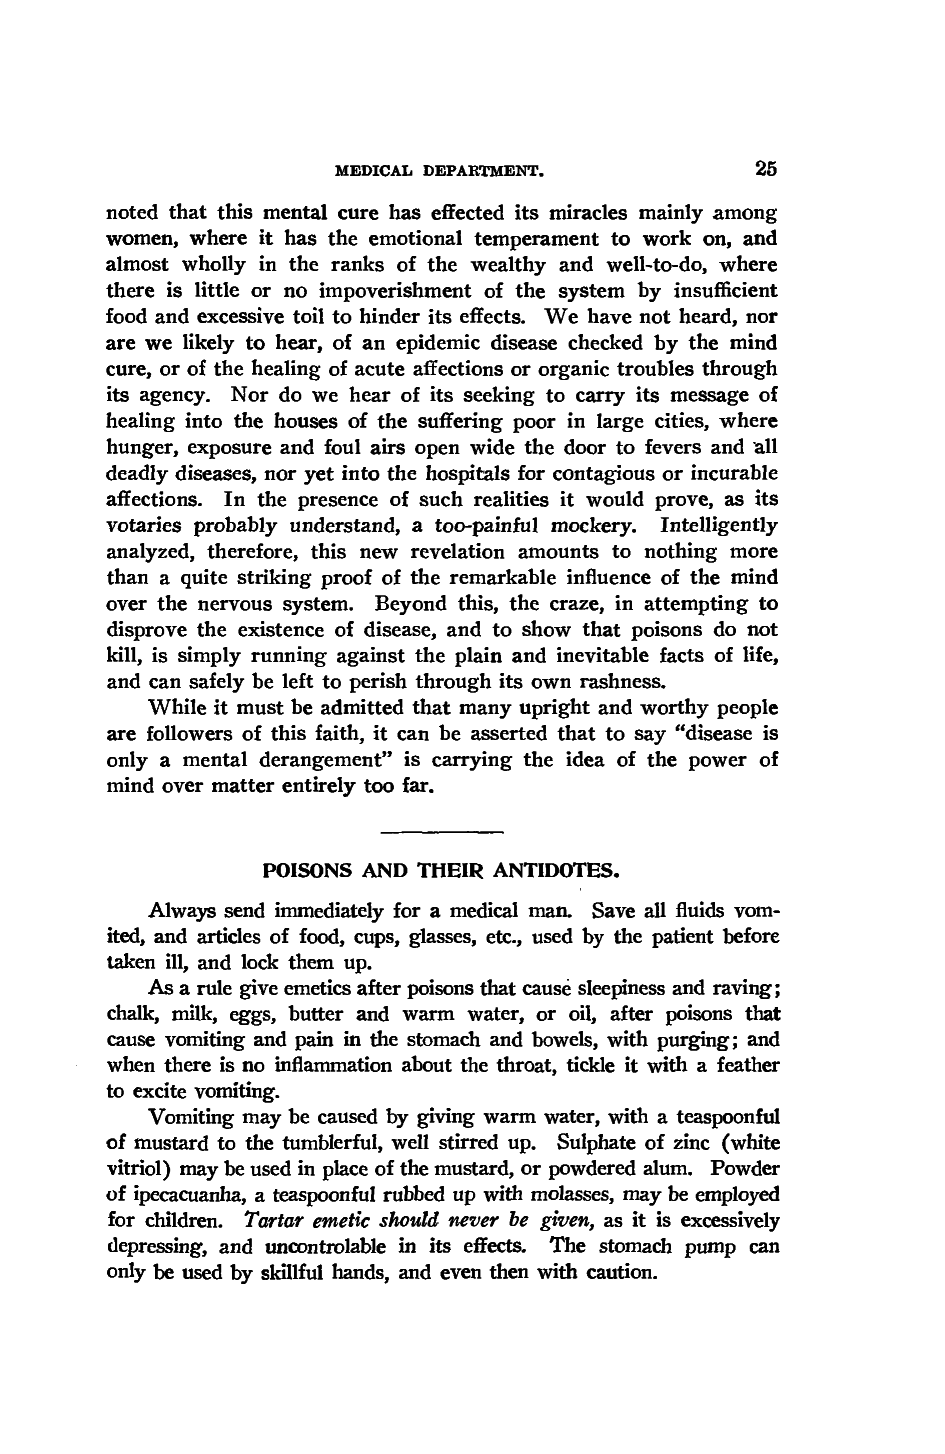 MEDICAL DEPARTMENT. 25
noted that this mental cure has effected its miracles mainly among
women, where it has the emotional temperament to work on, and
almost wholly in the ranks of the wealthy and well-to-do, where
there is little or no impoverishment of the system by insufficient
food and excessive toil to hinder its effects. We have not heard, nor
are we likely to hear, of an epidemic disease checked by the mind
cure, or of the healing of acute affections or organic troubles through
its agency. Nor do we hear of its seeking to carry its message of
healing into the houses of the suffering poor in large cities, where
hunger, exposure and foul airs open wide the door to fevers and all
deadly diseases, nor yet into the hospitals for contagious or incurable
affections. In the presence of such realities it would prove, as its
votaries probably understand, a too-painful mockery. Intelligently
analyzed, therefore, this new revelation amounts to nothing more
than a quite striking proof of the remarkable influence of the mind
over the nervous system. Beyond this, the craze, in attempting to
disprove the existence of disease, and to show that poisons do not
kill, is simply running against the plain and inevitable facts of life,
and can safely be left to perish through its own rashness.
While it must be admitted that many upright and worthy people
are followers of this faith, it can be asserted that to say “disease is
only a mental derangement” is carrying the idea of the power of
mind over matter entirely too far.
POISONS AND THEIR ANTIDOTES.
Always send immediately for a medical man. Save all fluids vom-
ited, and articles of food, cups, glasses, etc., used by the patient before
taken ill, and lock them up.
As a rule give emetics after poisons that cause sleepiness and raving;
chalk, milk, eggs, butter and warm water, or oil, after poisons that
cause vomiting and pain in the stomach and bowels, with purging; and
when there is no inflammation about the throat, tickle it with a feather
to excite vomiting.
Vomiting may be caused by giving warm water, with a teaspoonful
of mustard to the tumblerful, well stirred up. Sulphate of zinc (white
vitriol) may be used in place of the mustard, or powdered alum. Powder
of ipecacuanha, a teaspoonful rubbed up with molasses, may be employed
for children. Tartar emetic should never be given, as it is excessively
depressing, and uncontrolable in its effects. The stomach pump can
only be used by skillful hands, and even then with caution.